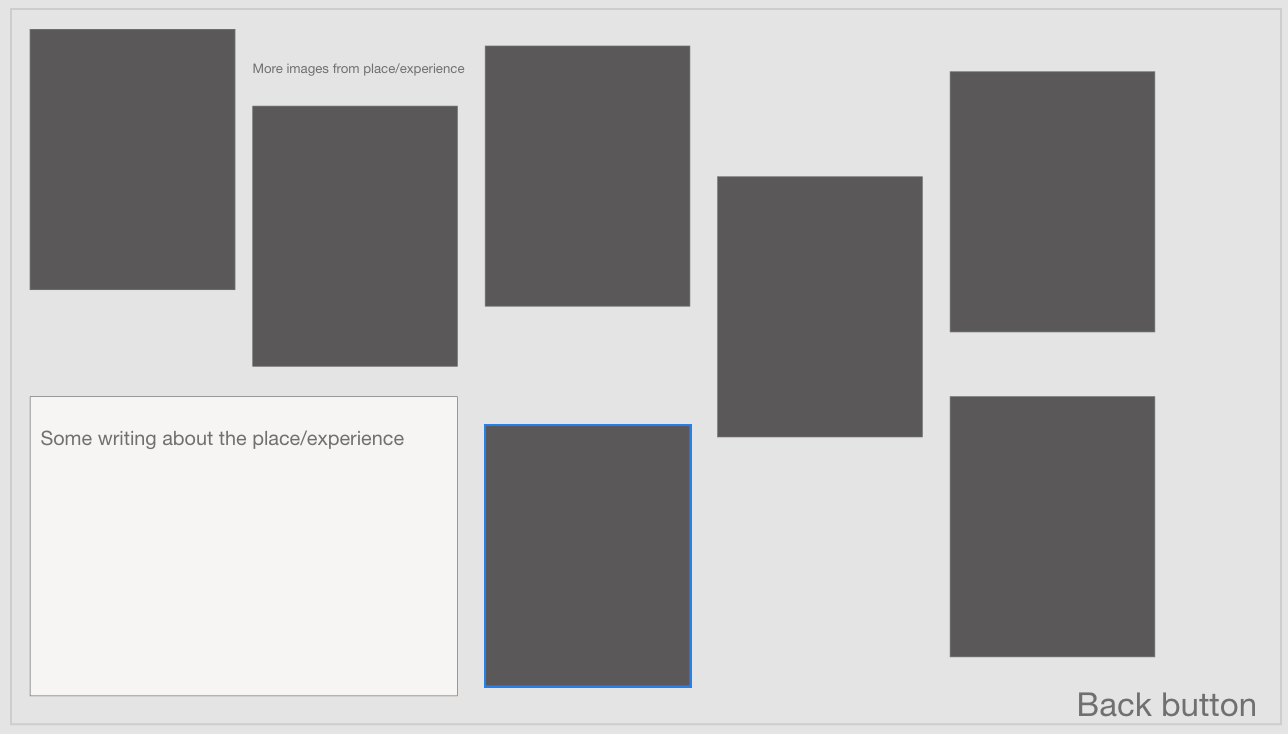 More images from place/experience
Some writing about the place/experience
Back button